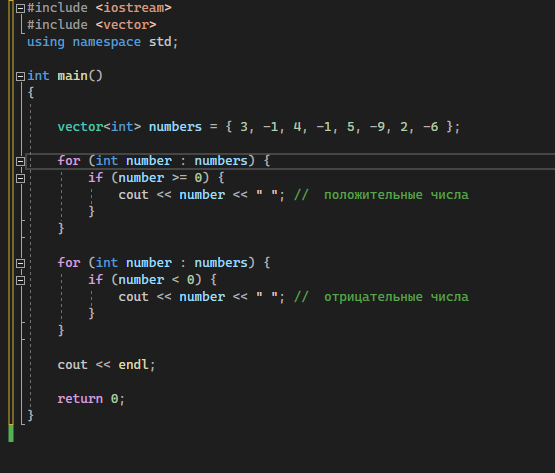 #include <iostream>
#include <vector>
using namespace std;
int main()
{
vector<int> numbers = { 3, -1, 4, -1, 5, -9, 2, -6 };
for (int number : numbers) {
if (number >= 0) {
cout << number << " "; // положительные числа
}
}
for (int number : numbers) {
if (number < 0) {
cout << number << " "; // отрицательные числа
}
}
cout << endl;
return 0;
}